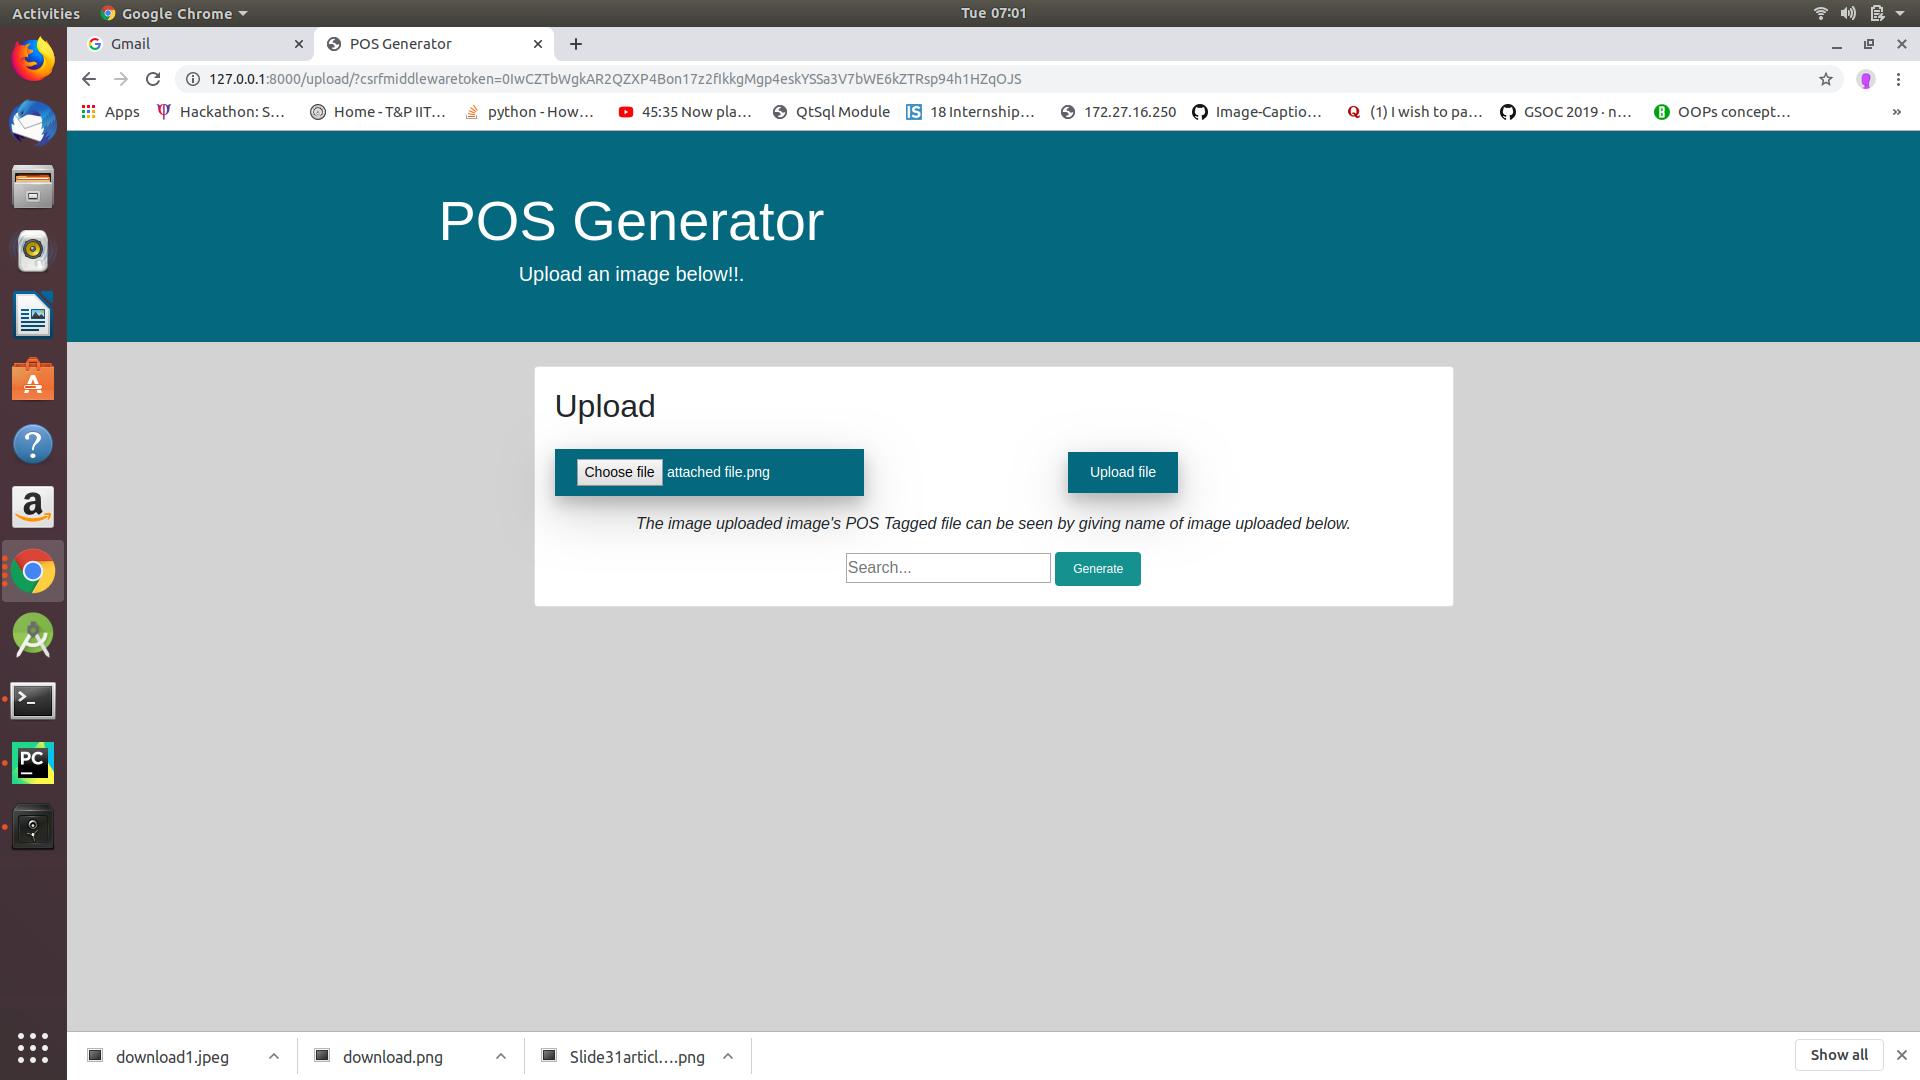 Activities Google Chrome Tue 07:01
Gmail POS Generator
127.0.0.1:8000/upload/?csrfmiddlewaretoken=0IwCZTbWgkAR2QZXP4Bon17z2fIkkgMgp4eskYSSa3V7bWE6kZTRsp94h1HZqOJS
Apps Hackathon: S… Home - T&P IIT… python - How… 45:35 Now pla… QtSql Module 18 Internship… 172.27.16.250 Image-Captio… (1) I wish to pa… GSOC 2019 · n… OOPs concept… »
POS Generator
Upload an image below!!.
Upload
Choose file attached file.png Upload file
The image uploaded image's POS Tagged file can be seen by giving name of image uploaded below.
Search... Generate
download1.jpeg download.png Slide31articl....png Show all